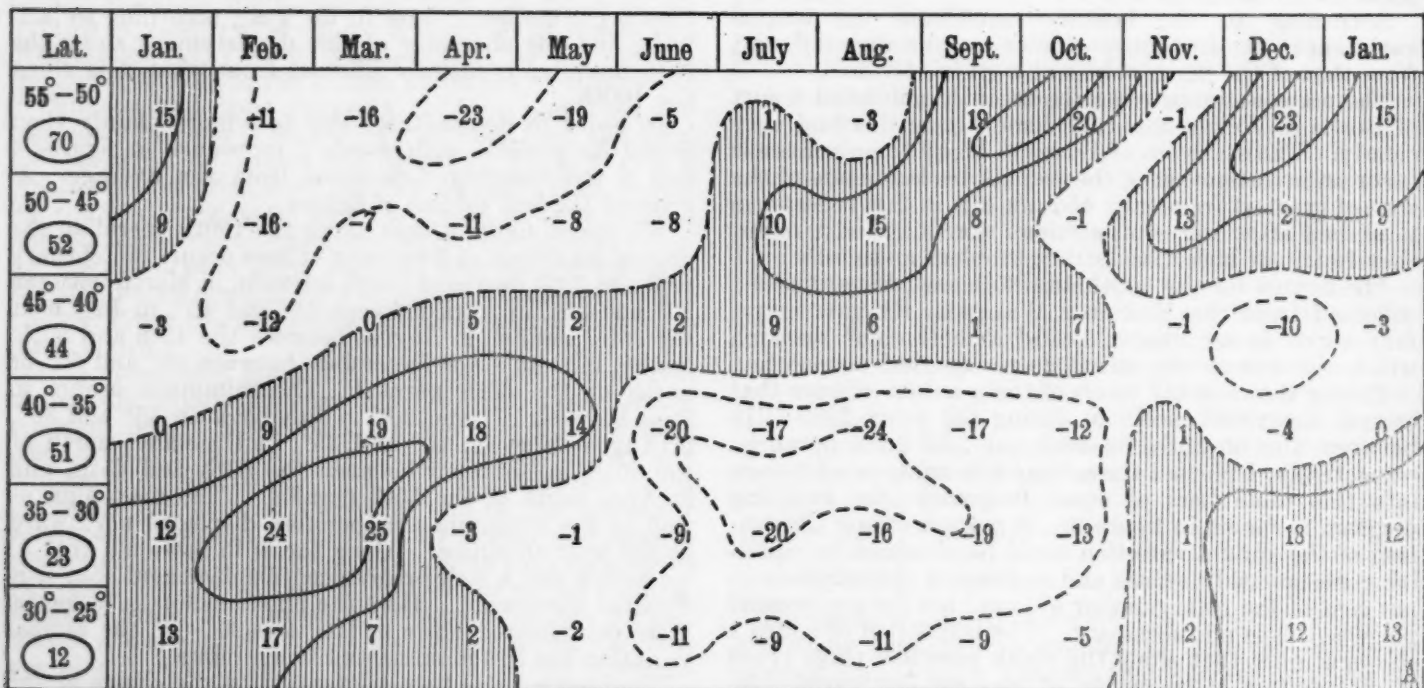 Lat. Jan. Feb. Mar. Apr. May June July Aug. Sept. Oct. Nov. Dec. Jan.
55°–50° 15 –11 –16 –23 –19 –5 1 –3 19 20 –1 23 15
70
50°–45° 9 –16 –7 –11 –8 –8 10 15 8 –1 13 2 9
52
45°–40° –3 –12 0 5 2 2 9 6 1 7 –1 –10 –3
44
40°–35° 0 9 19 18 14 –20 –17 –24 –17 –12 1 –4 0
51
35°–30° 12 24 25 –3 –1 –9 –20 –16 –19 –13 1 12
23
30°–25° 13 17 7 2 –2 –11 –9 –11 –9 –5 2 12 13
12
A